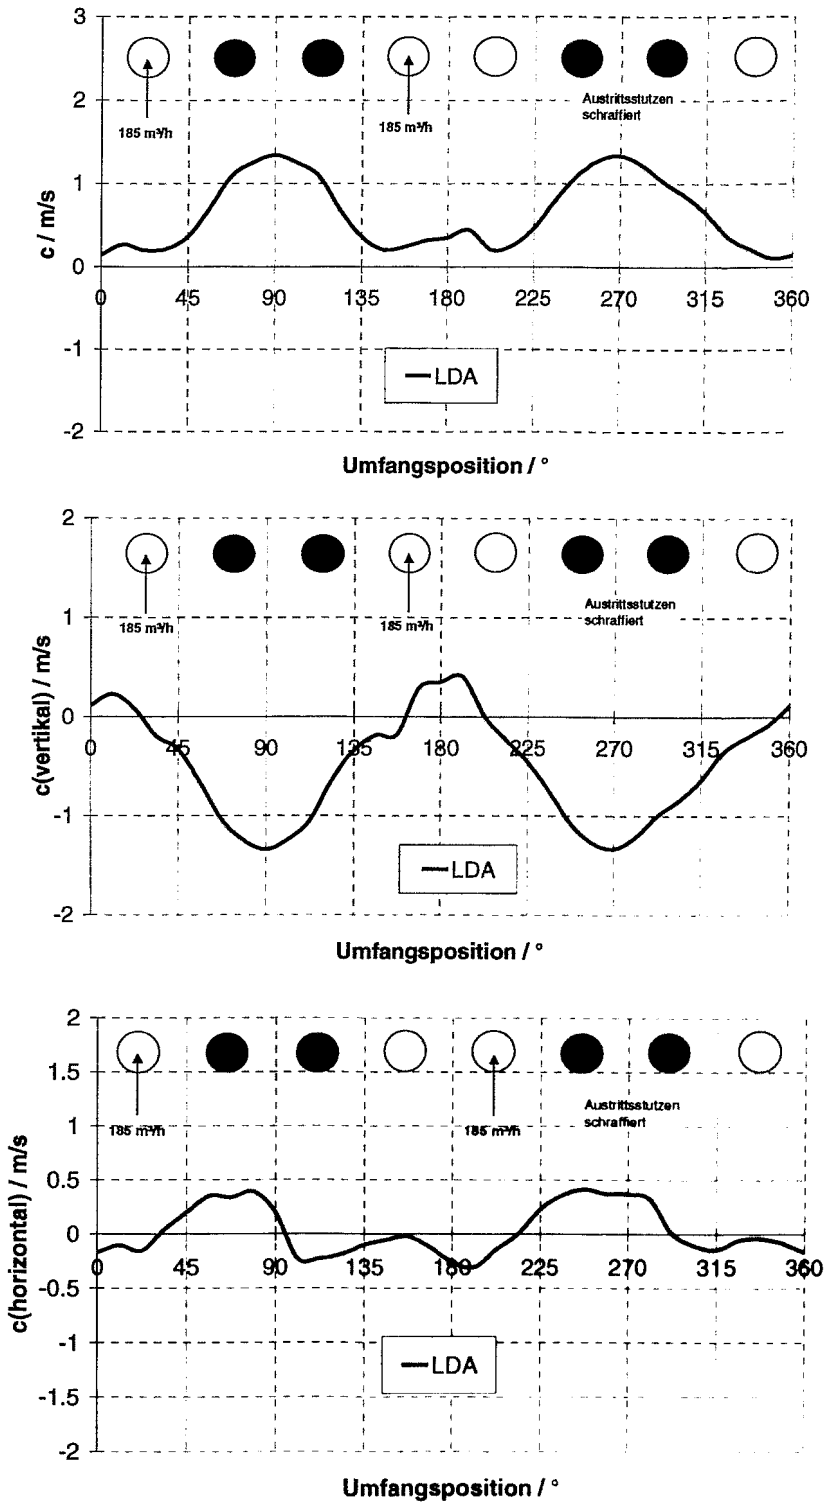 3
2
1
0
-1
-2
c / m/s
185 m³/h
185 m³/h
Austrittsstutzen
schraffiert
0 45 90 135 180 225 270 315 360
LDA
Umfangsposition / °
2
1
0
-1
-2
c(vertikal) / m/s
185 m³/h
185 m³/h
Austrittsstutzen
schraffiert
0 45 90 135 180 225 270 315 360
LDA
Umfangsposition / °
2
1.5
1
0.5
0
-0.5
-1
-1.5
-2
c(horizontal) / m/s
185 m³/h
185 m³/h
Austrittsstutzen
schraffiert
0 45 90 135 180 225 270 315 360
LDA
Umfangsposition / °